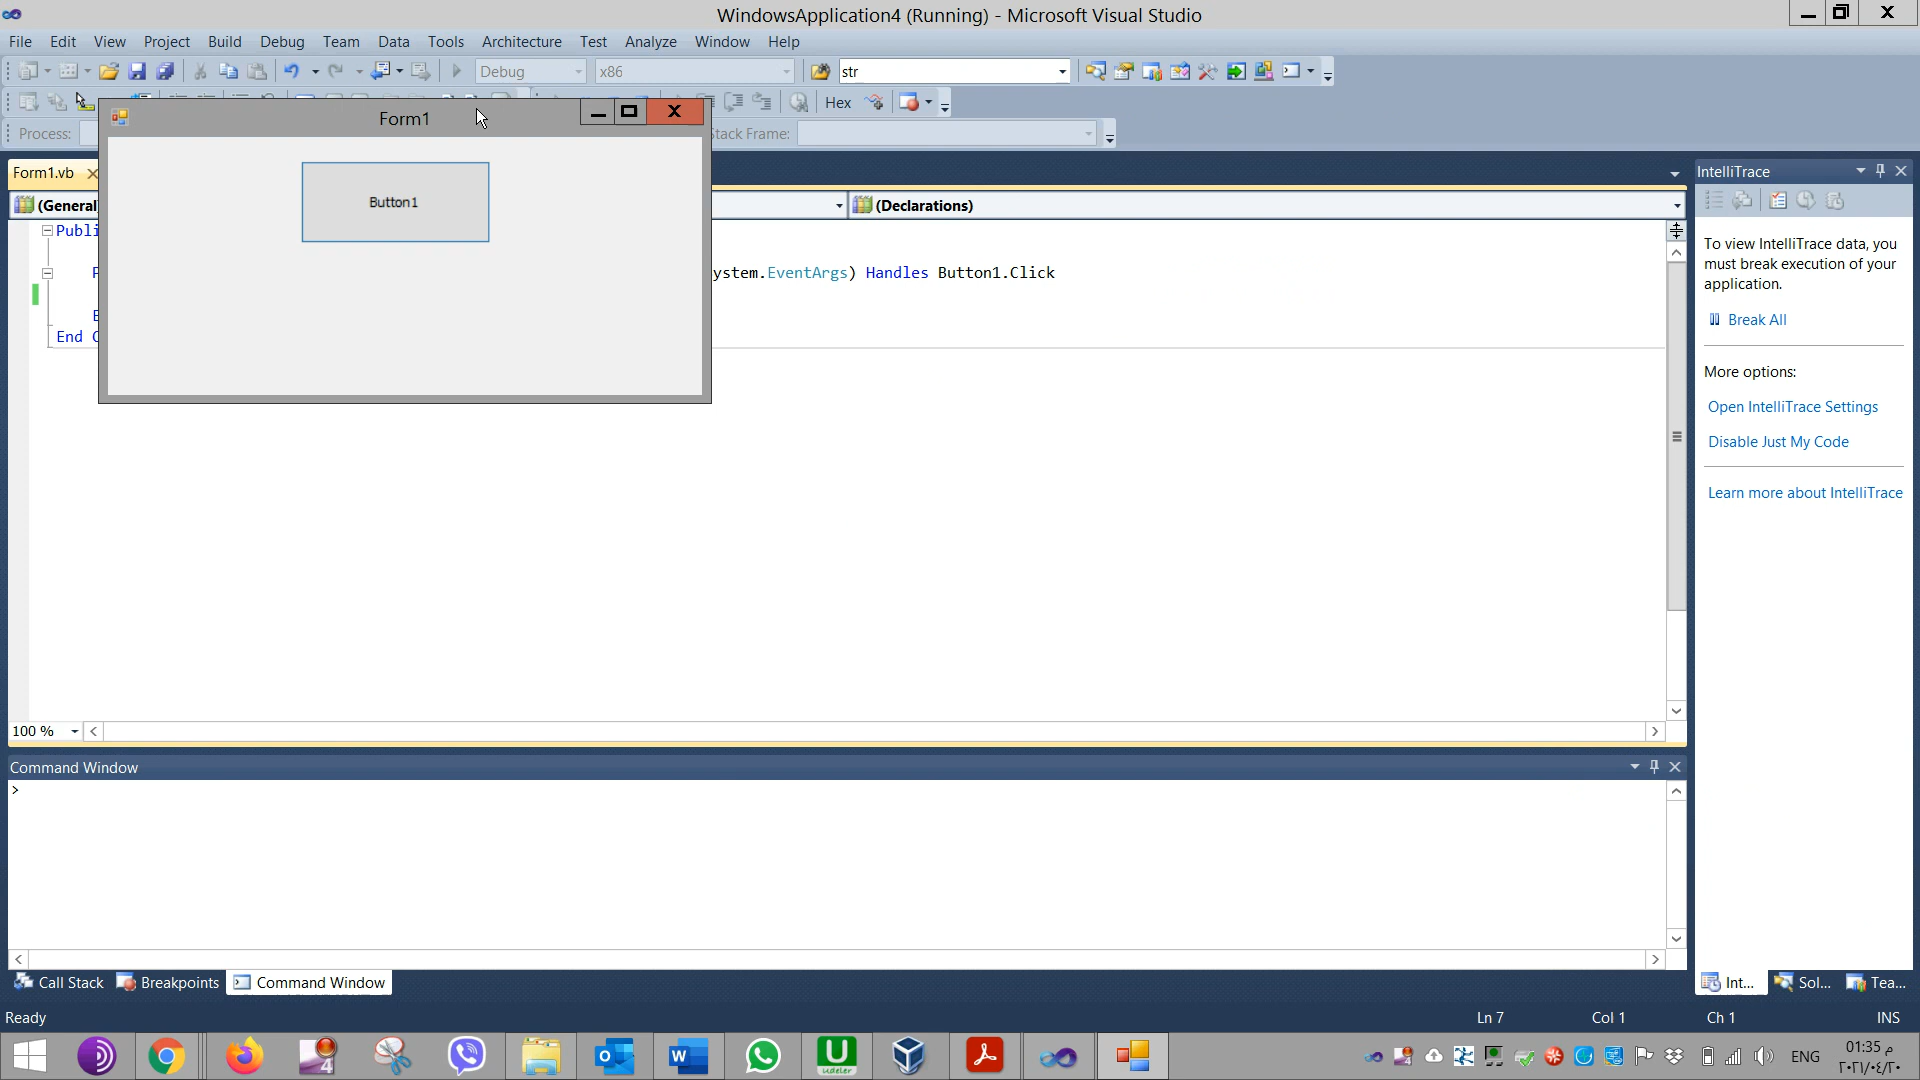 WindowsApplication4 (Running) - Microsoft Visual Studio
File Edit View Project Build Debug Team Data Tools Architecture Test Analyze Window Help
Debug x86 str
Hex
Process: Stack Frame:
Form1
Button1
Form1.vb
(General) (Declarations)
Publi
ystem.EventArgs) Handles Button1.Click
End C
100 %
IntelliTrace
To view IntelliTrace data, you
must break execution of your
application.
Break All
More options:
Open IntelliTrace Settings
Disable Just My Code
Learn more about IntelliTrace
Command Window
>
Call Stack Breakpoints Command Window
Int... Sol... Tea...
Ready Ln 7 Col 1 Ch 1 INS
ENG
01:35 م
٢٠٢١/٠٤/٢٠